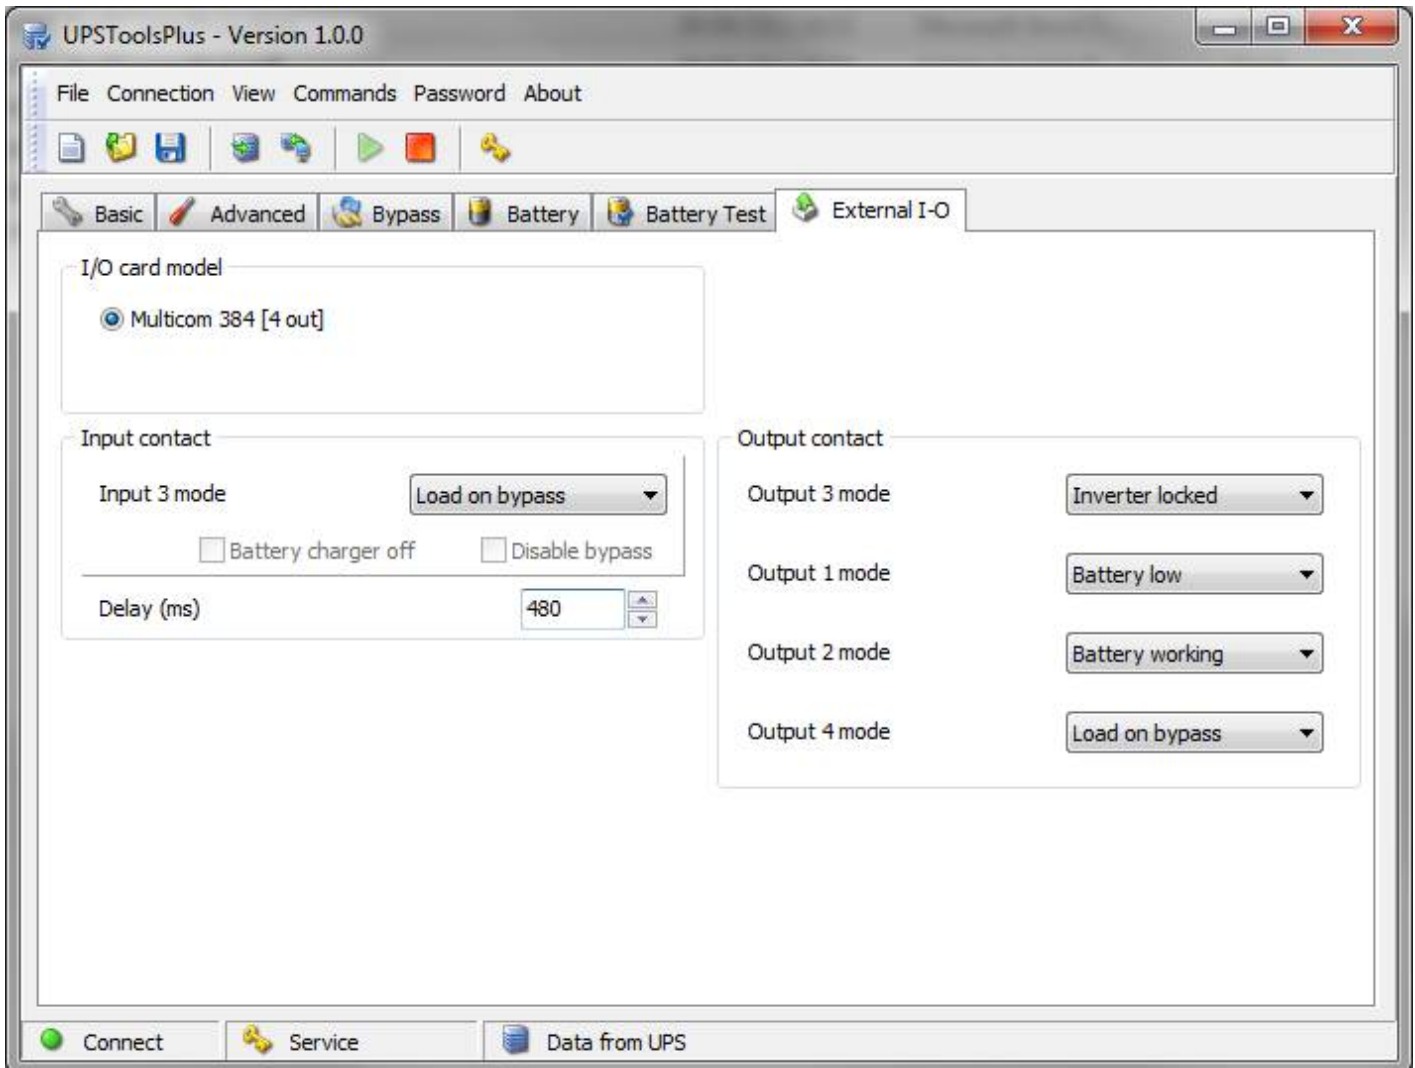 UPSToolsPlus - Version 1.0.0
File Connection View Commands Password About
Basic Advanced Bypass Battery Battery Test External I-O
I/O card model
Multicom 384 [4 out]
Input contact
Input 3 mode Load on bypass
Battery charger off Disable bypass
Delay (ms) 480
Output contact
Output 3 mode Inverter locked
Output 1 mode Battery low
Output 2 mode Battery working
Output 4 mode Load on bypass
Connect Service Data from UPS